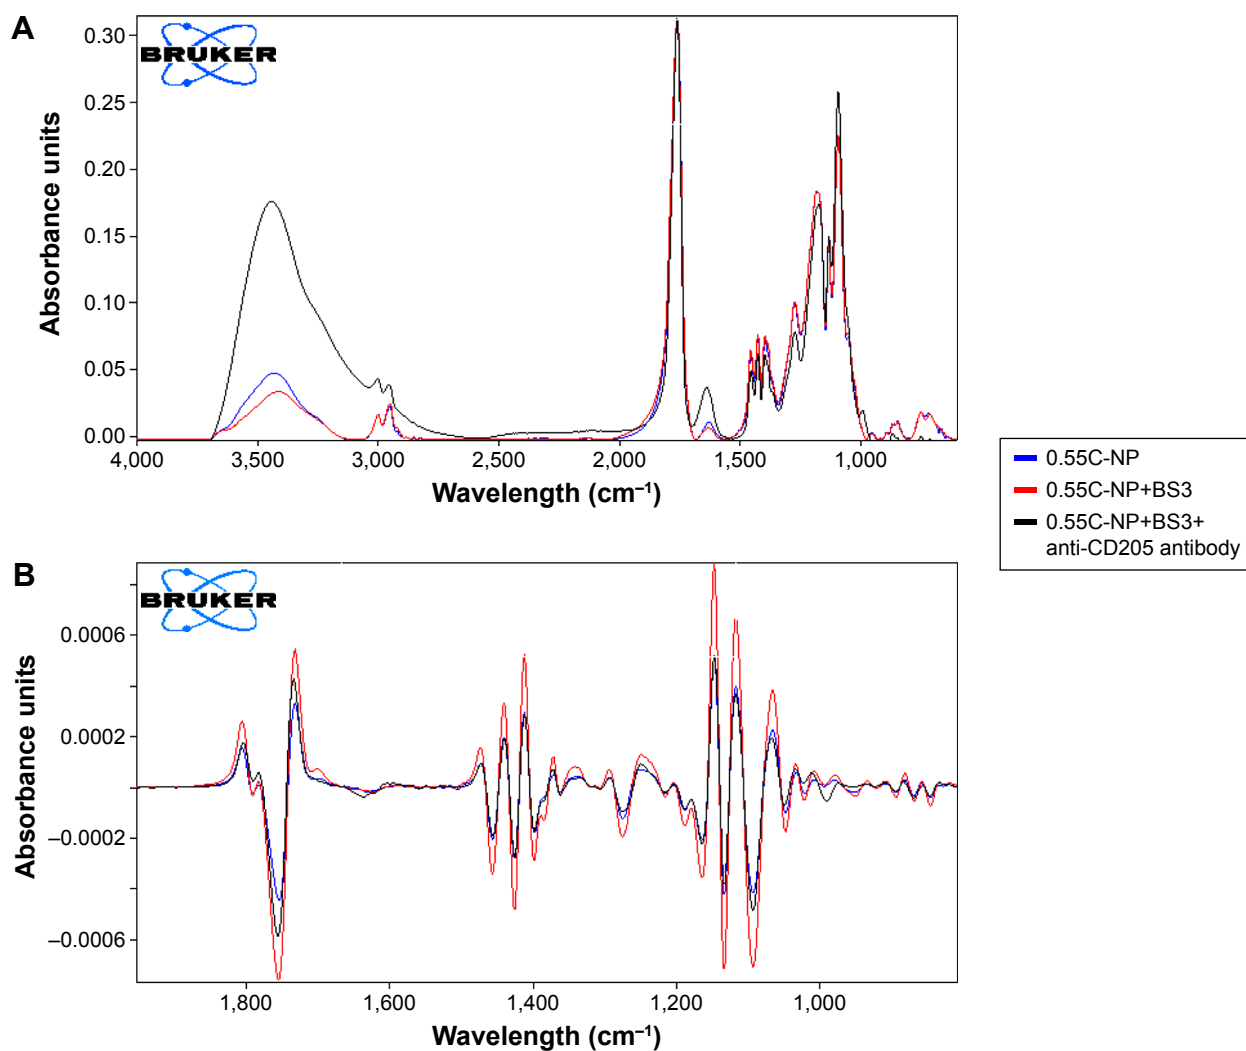 A
BRUKER
0.30
0.25
0.20
0.15
0.10
0.05
0.00
Absorbance units
4,000 3,500 3,000 2,500 2,000 1,500 1,000
Wavelength (cm⁻¹)
0.55C-NP
0.55C-NP+BS3
0.55C-NP+BS3+
anti-CD205 antibody
B
BRUKER
0.0006
0.0002
–0.0002
–0.0006
Absorbance units
1,800 1,600 1,400 1,200 1,000
Wavelength (cm⁻¹)